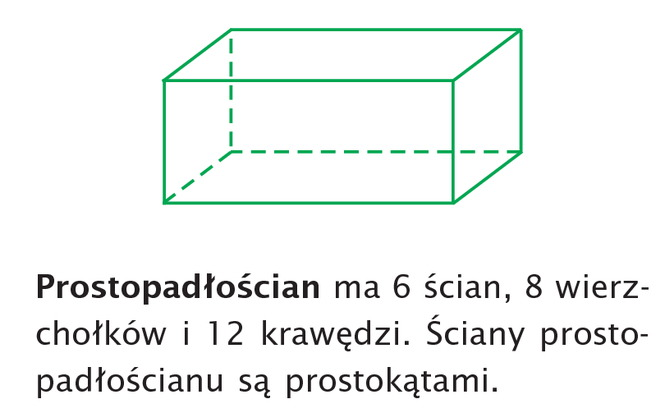 Prostopadłościan ma 6 ścian, 8 wierz-
chołków i 12 krawędzi. Ściany prosto-
padłościanu są prostokątami.